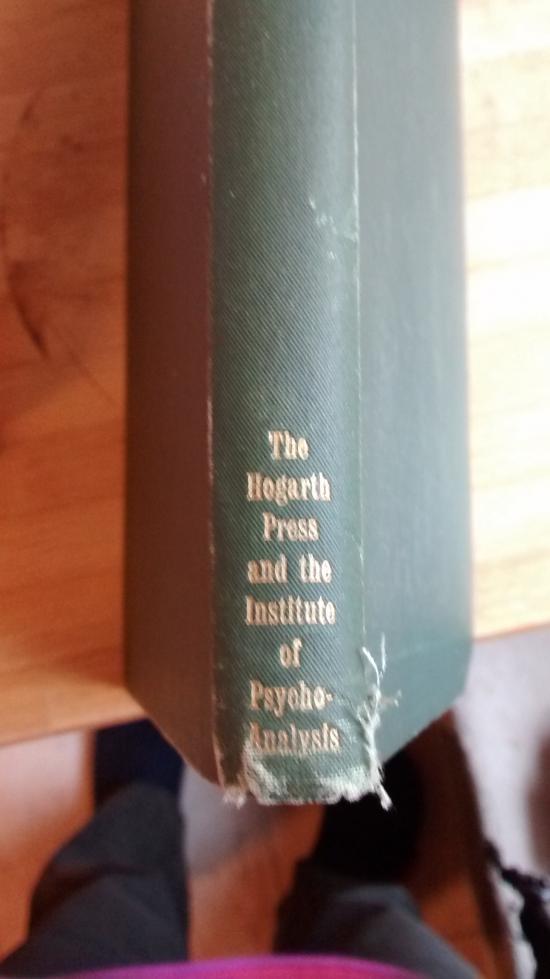 The
Hogarth
Press
and the
Institute
of
Psycho-
Analysis